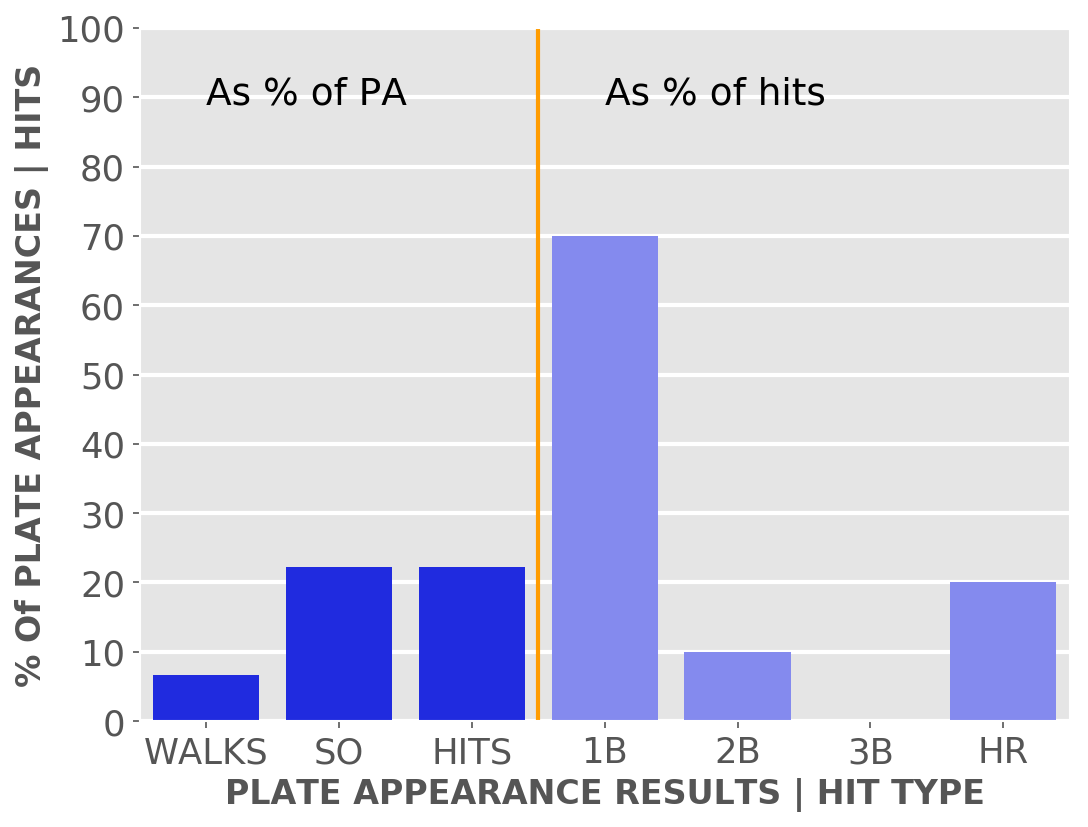 % Of PLATE APPEARANCES | HITS
100
90
80
70
60
50
40
30
20
10
0
As % of PA
As % of hits
WALKS SO HITS 1B 2B 3B HR
PLATE APPEARANCE RESULTS | HIT TYPE